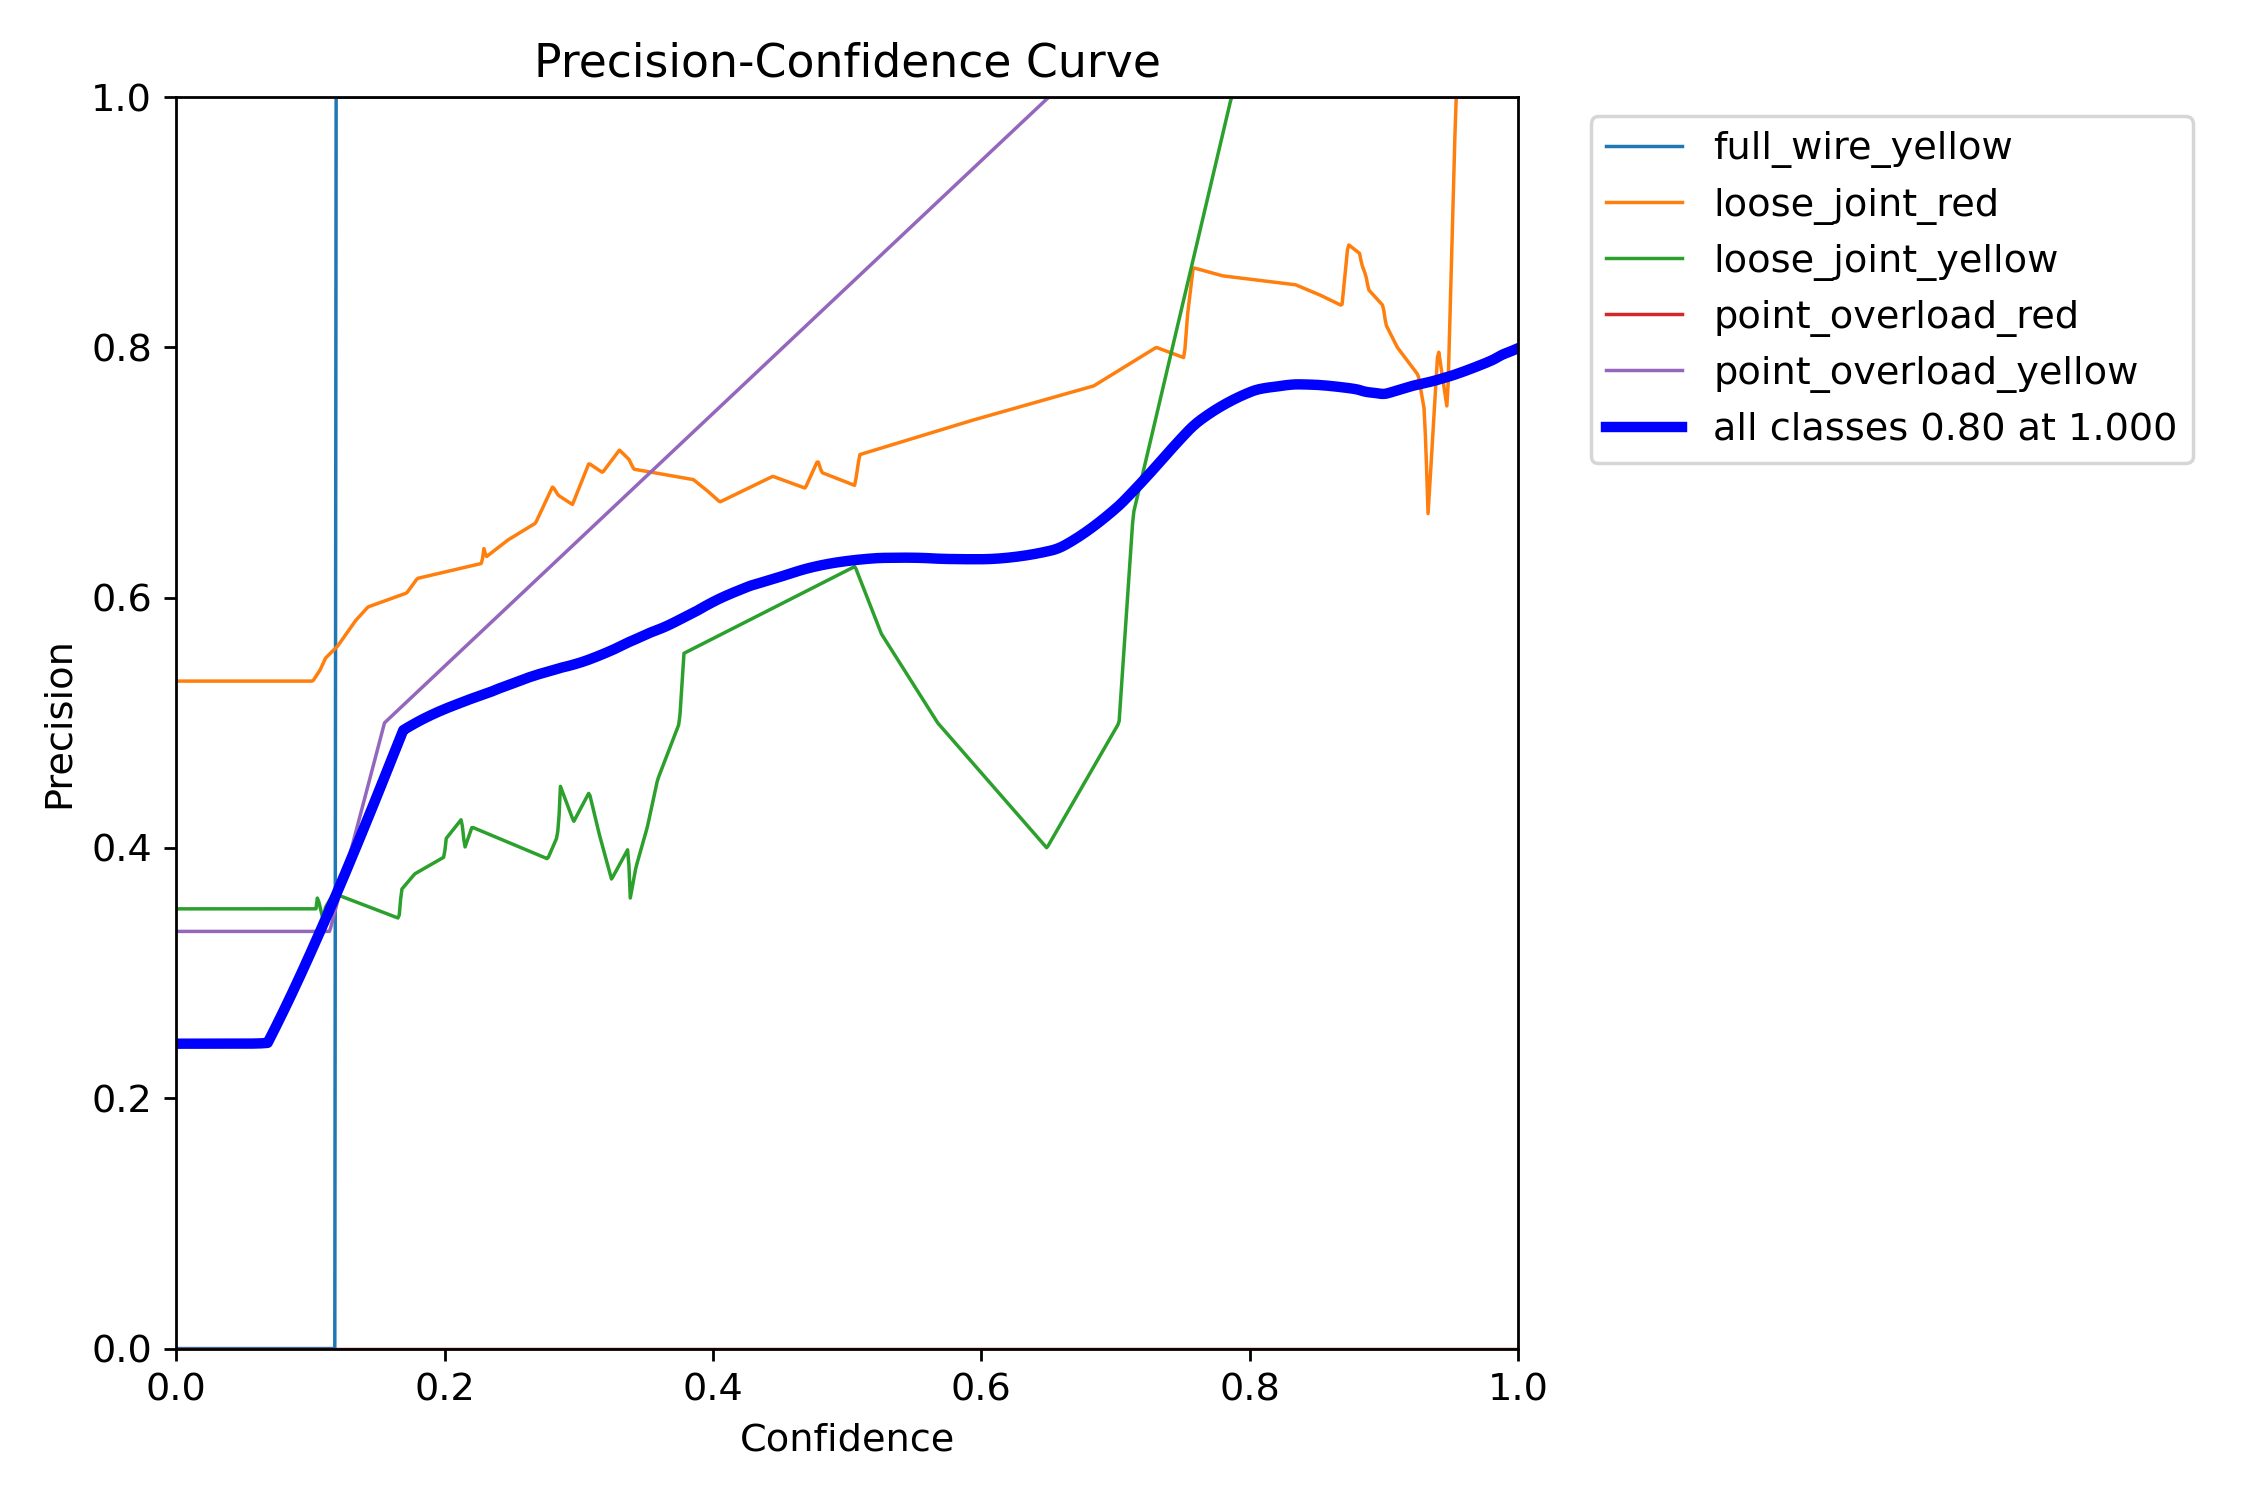 Precision-Confidence Curve
1.0
0.8
0.6
0.4
0.2
0.0
Precision
0.0 0.2 0.4 0.6 0.8 1.0
Confidence
full_wire_yellow
loose_joint_red
loose_joint_yellow
point_overload_red
point_overload_yellow
all classes 0.80 at 1.000